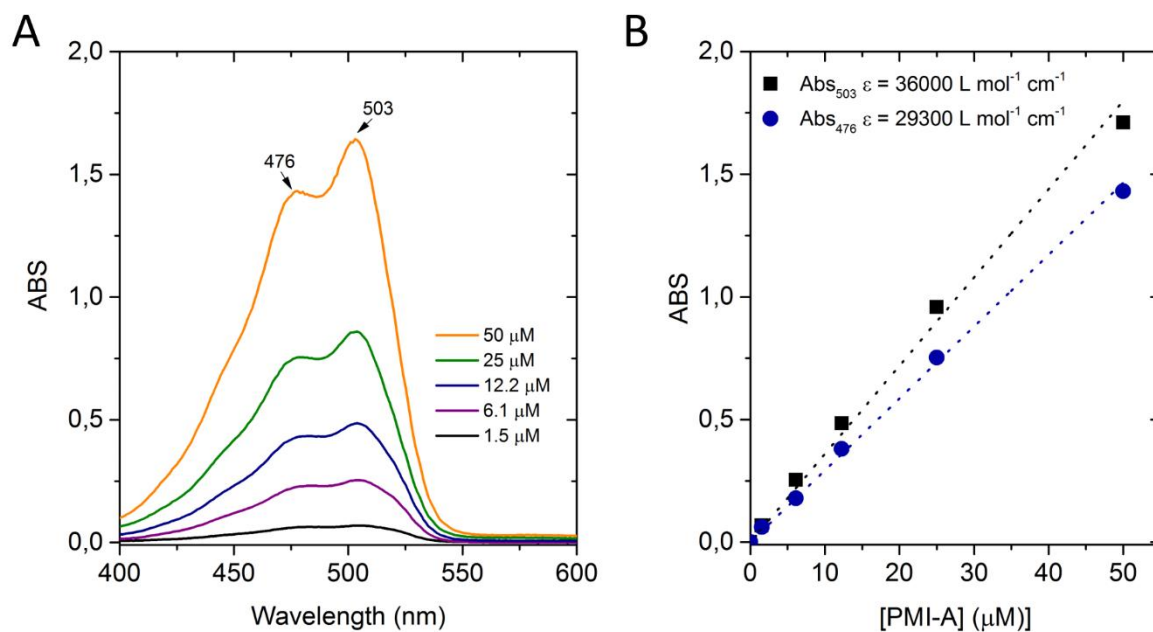 A
2,0
1,5
1,0
0,5
0,0
ABS
400
450
500
550
600
Wavelength (nm)
476
503
50 μM
25 μM
12.2 μM
6.1 μM
1.5 μM
B
2,0
1,5
1,0
0,5
0,0
ABS
0
10
20
30
40
50
[PMI-A] (μM)]
Abs503 ε = 36000 L mol-1 cm-1
Abs476 ε = 29300 L mol-1 cm-1